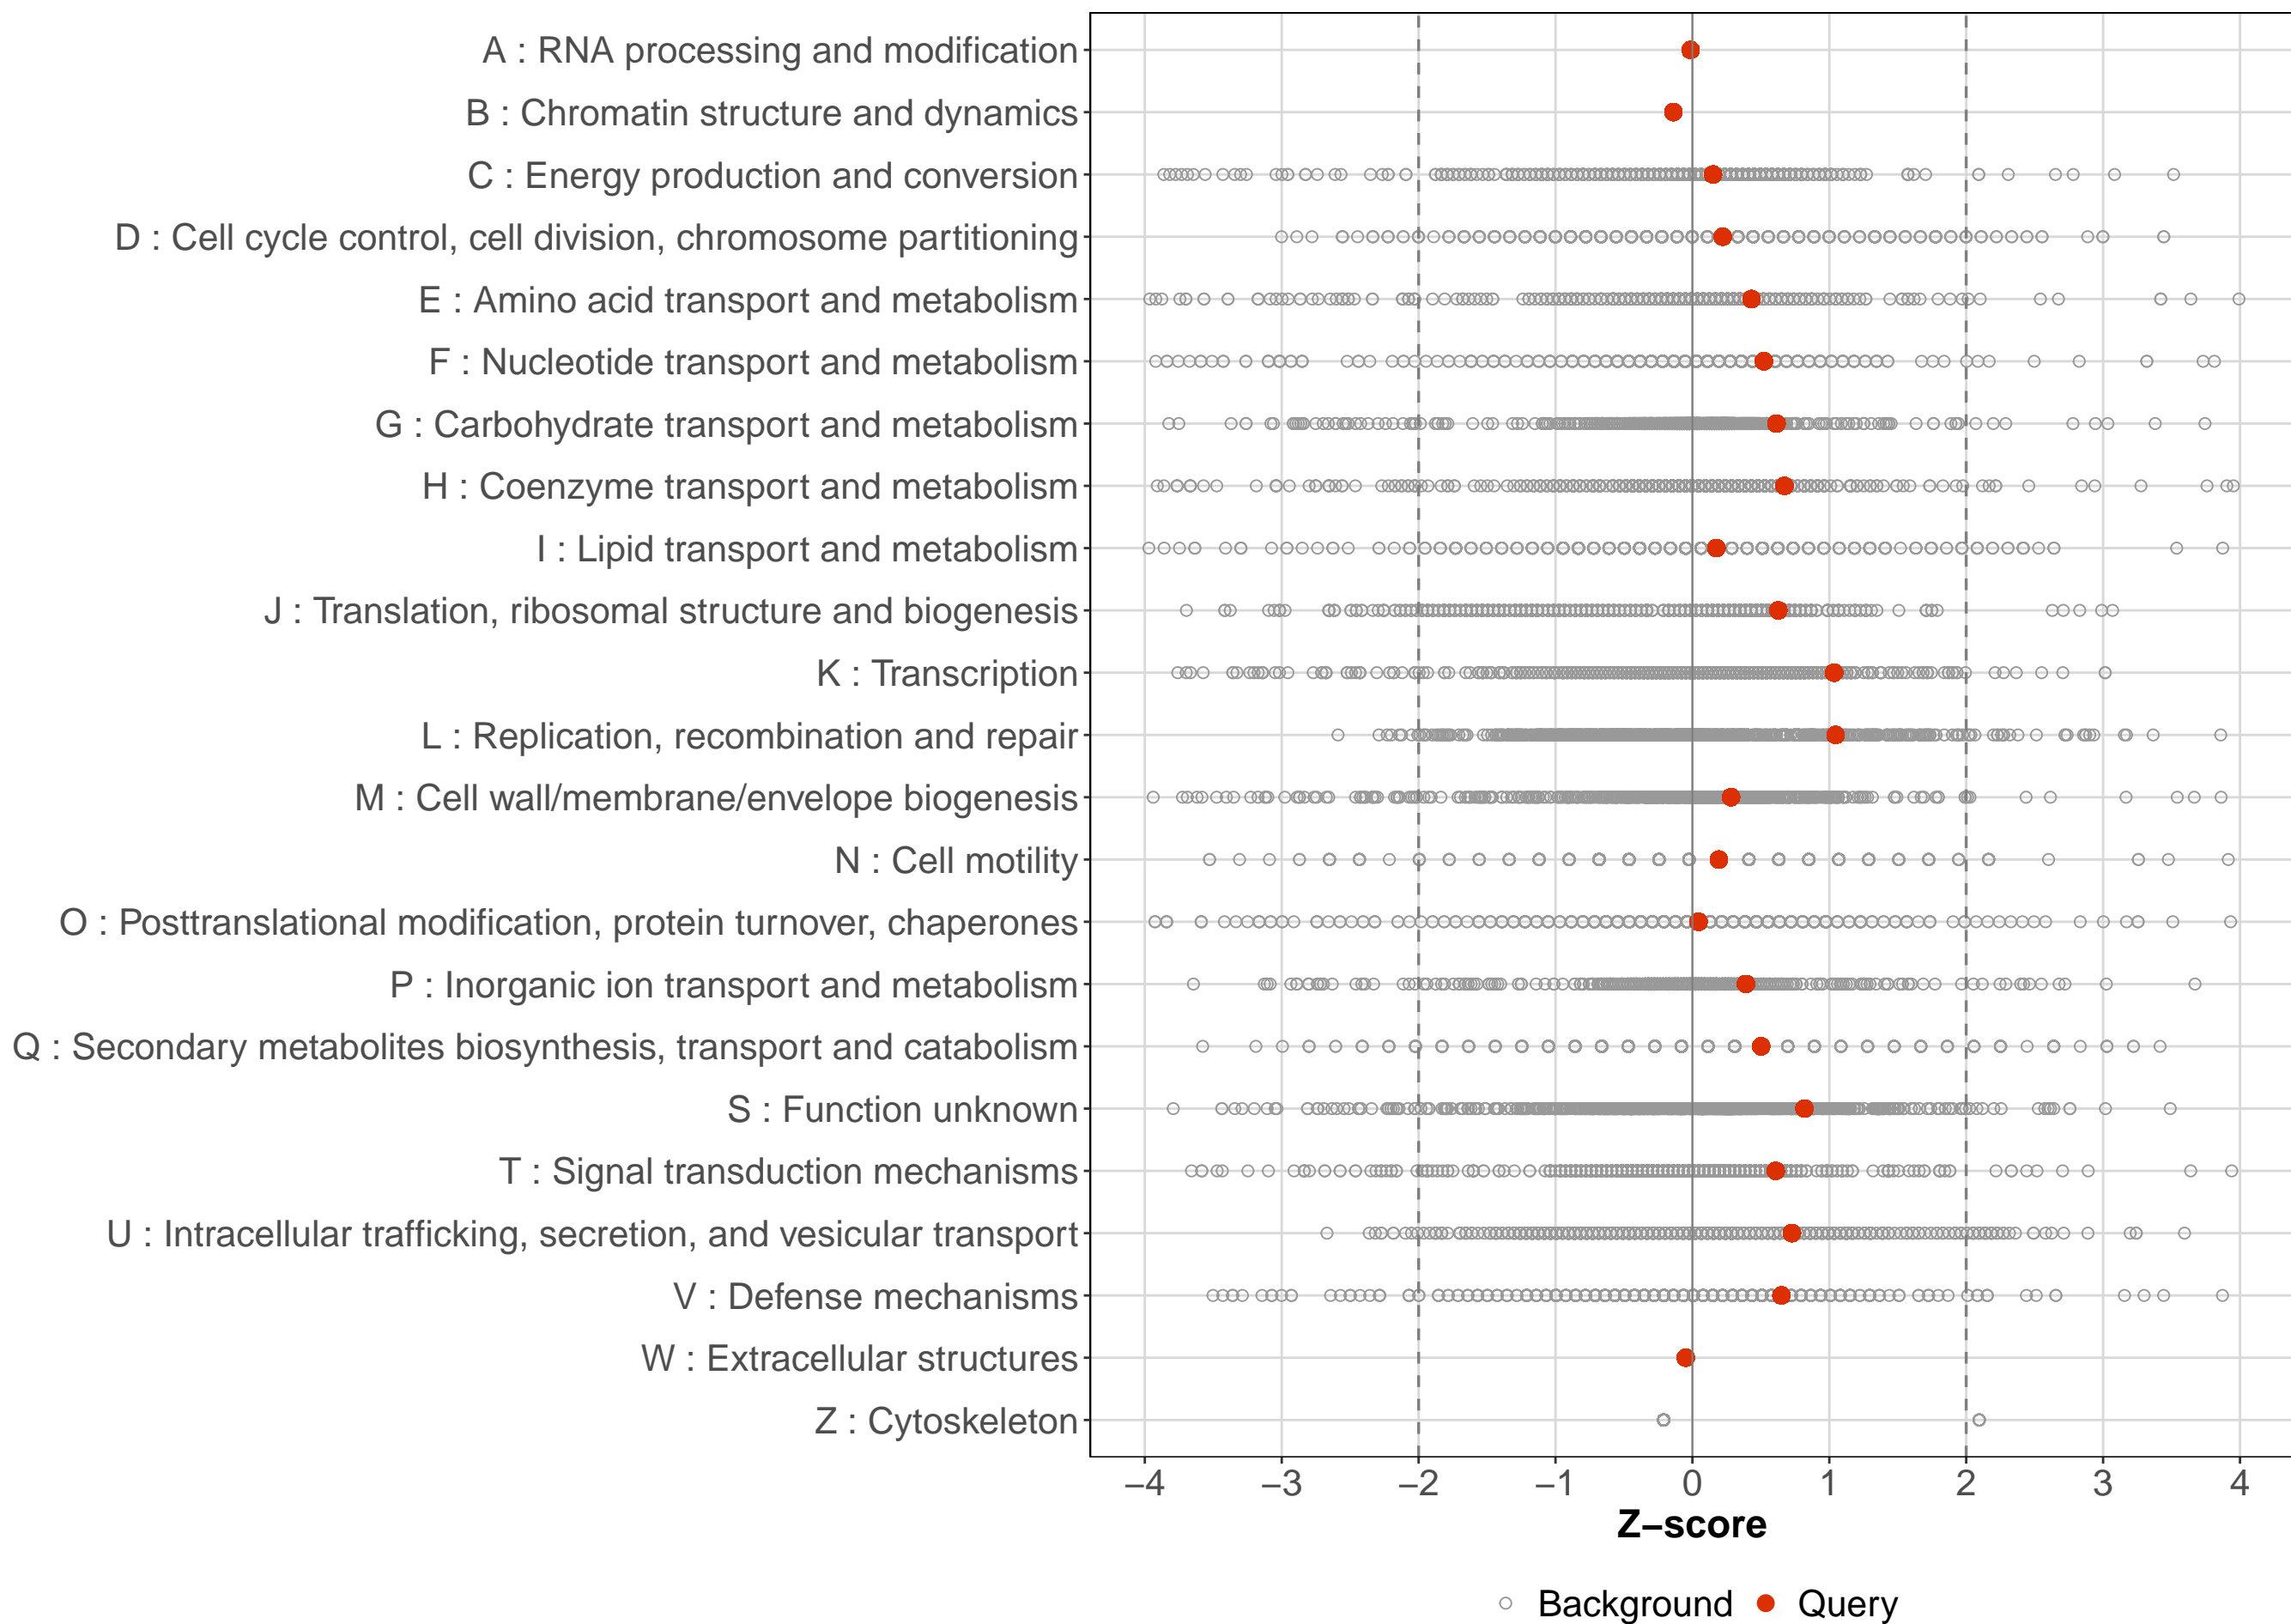 A : RNA processing and modification
B : Chromatin structure and dynamics
C : Energy production and conversion
D : Cell cycle control, cell division, chromosome partitioning
E : Amino acid transport and metabolism
F : Nucleotide transport and metabolism
G : Carbohydrate transport and metabolism
H : Coenzyme transport and metabolism
I : Lipid transport and metabolism
J : Translation, ribosomal structure and biogenesis
K : Transcription
L : Replication, recombination and repair
M : Cell wall/membrane/envelope biogenesis
N : Cell motility
O : Posttranslational modification, protein turnover, chaperones
P : Inorganic ion transport and metabolism
Q : Secondary metabolites biosynthesis, transport and catabolism
S : Function unknown
T : Signal transduction mechanisms
U : Intracellular trafficking, secretion, and vesicular transport
V : Defense mechanisms
W : Extracellular structures
Z : Cytoskeleton
−4 −3 −2 −1 0 1 2 3 4
Z−score
Background Query